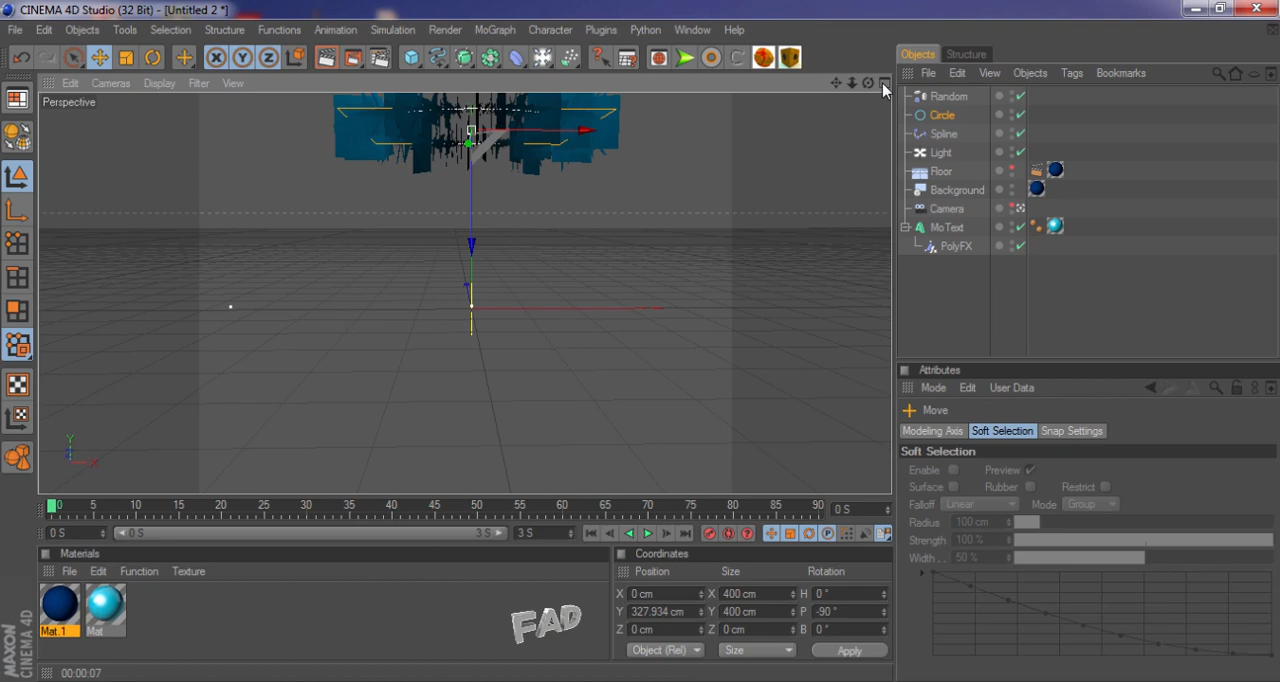 CINEMA 4D Studio (32 Bit) - [Untitled 2 *]
File Edit Objects Tools Selection Structure Functions Animation Simulation Render MoGraph Character Plugins Python Window Help
Edit Cameras Display Filter View
Perspective
Y
X
0 5 10 15 20 25 30 35 40 45 50 55 60 65 70 75 80 85 90 0 S
0 S 0 S 3 S 3 S
Materials
File Edit Function Texture
Mat.1 Mat
FAD
MAXON CINEMA 4D
00:00:07
Coordinates
Position Size Rotation
X 0 cm X 400 cm H 0 °
Y 327.934 cm Y 400 cm P -90 °
Z 0 cm Z 0 cm B 0 °
Object (Rel) Size Apply
Objects Structure
File Edit View Objects Tags Bookmarks
Random
Circle
Spline
Light
Floor
Background
Camera
MoText
PolyFX
Attributes
Mode Edit User Data
Move
Modeling Axis Soft Selection Snap Settings
Soft Selection
Enable Preview
Surface Rubber Restrict
Falloff Linear Mode Group
Radius 100 cm
Strength 100 %
Width . . 50 %